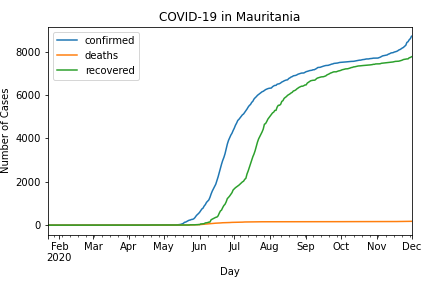 COVID-19 in Mauritania
confirmed
deaths
recovered
Number of Cases
8000
6000
4000
2000
0
Feb Mar Apr May Jun Jul Aug Sep Oct Nov Dec
2020
Day